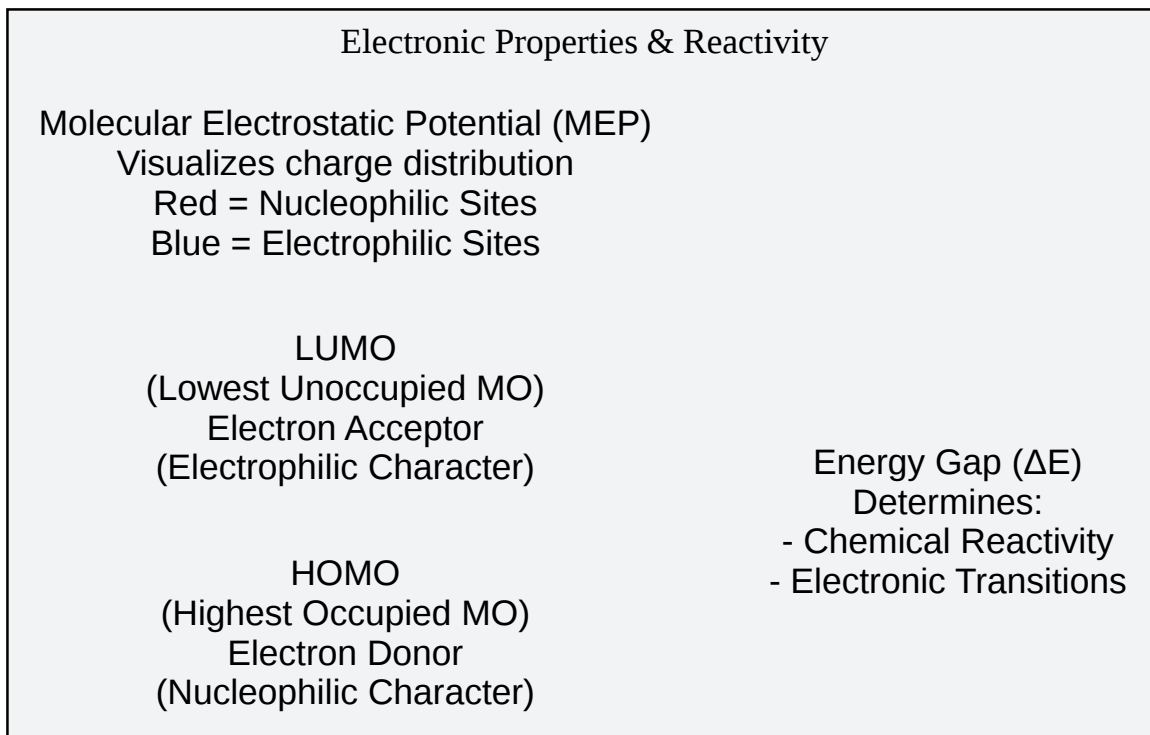 Electronic Properties & Reactivity
Molecular Electrostatic Potential (MEP)
Visualizes charge distribution
Red = Nucleophilic Sites
Blue = Electrophilic Sites
LUMO
(Lowest Unoccupied MO)
Electron Acceptor
(Electrophilic Character)
HOMO
(Highest Occupied MO)
Electron Donor
(Nucleophilic Character)
Energy Gap (ΔE)
Determines:
- Chemical Reactivity
- Electronic Transitions